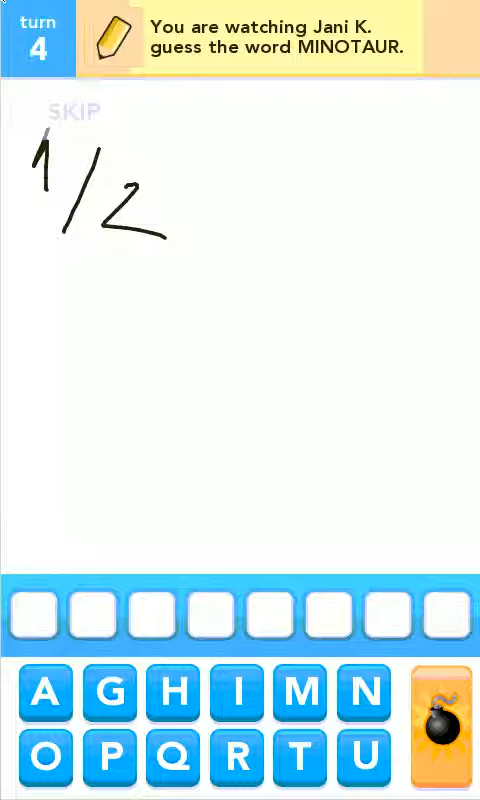 turn
4
You are watching Jani K.
guess the word MINOTAUR.
SKIP
1/2
A G H I M N
O P Q R T U